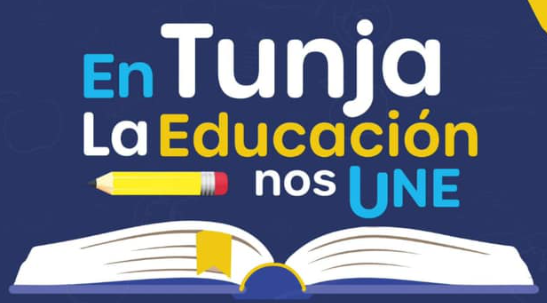 En Tunja
La Educación
nos UNE